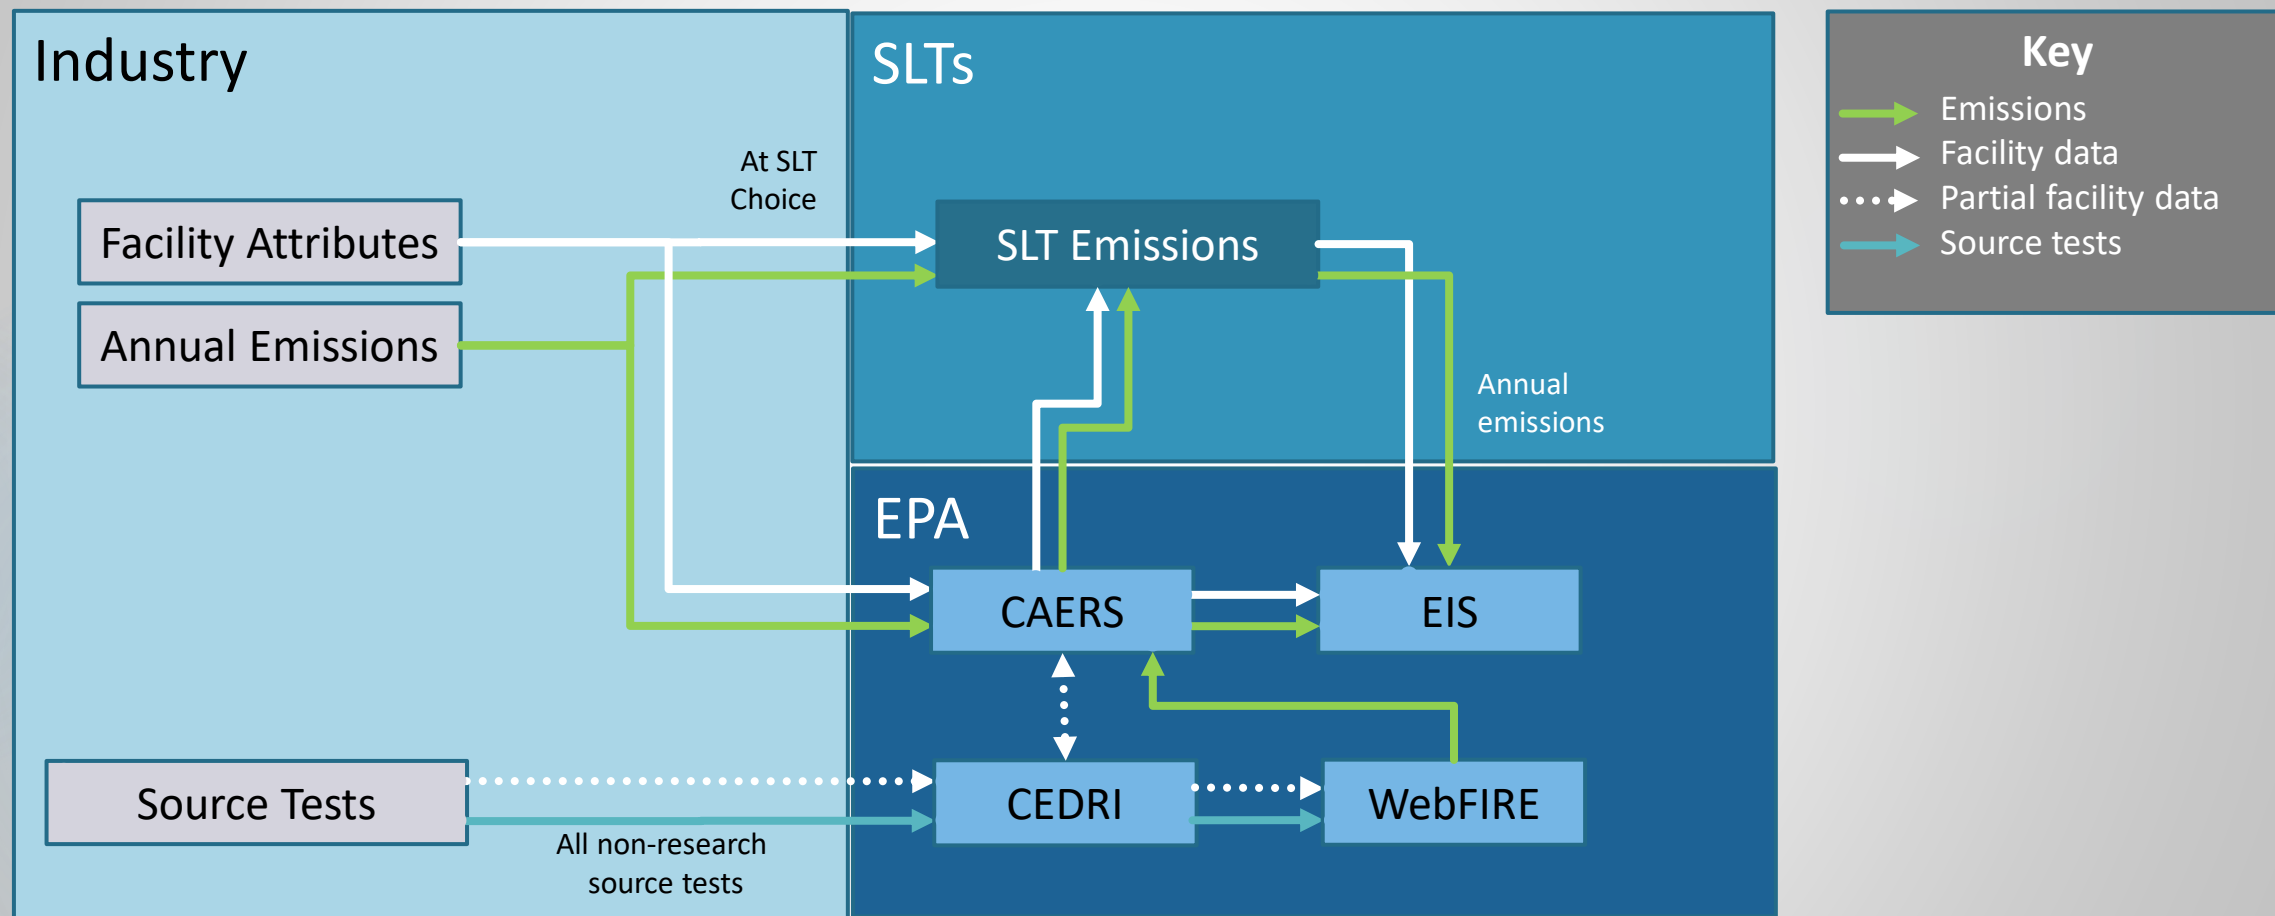 Industry
SLTs
Key
Emissions
Facility data
Partial facility data
Source tests
At SLT
Choice
Facility Attributes
SLT Emissions
Annual Emissions
Annual
emissions
EPA
CAERS
EIS
Source Tests
CEDRI
WebFIRE
All non-research
source tests